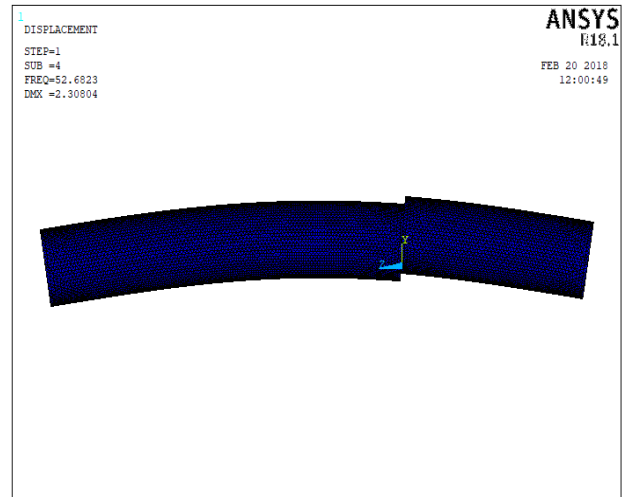 1
DISPLACEMENT
STEP=1
SUB =4
FREQ=52.6823
DMX =2.30804
ANSYS
R18.1
FEB 20 2018
12:00:49
Y
Z